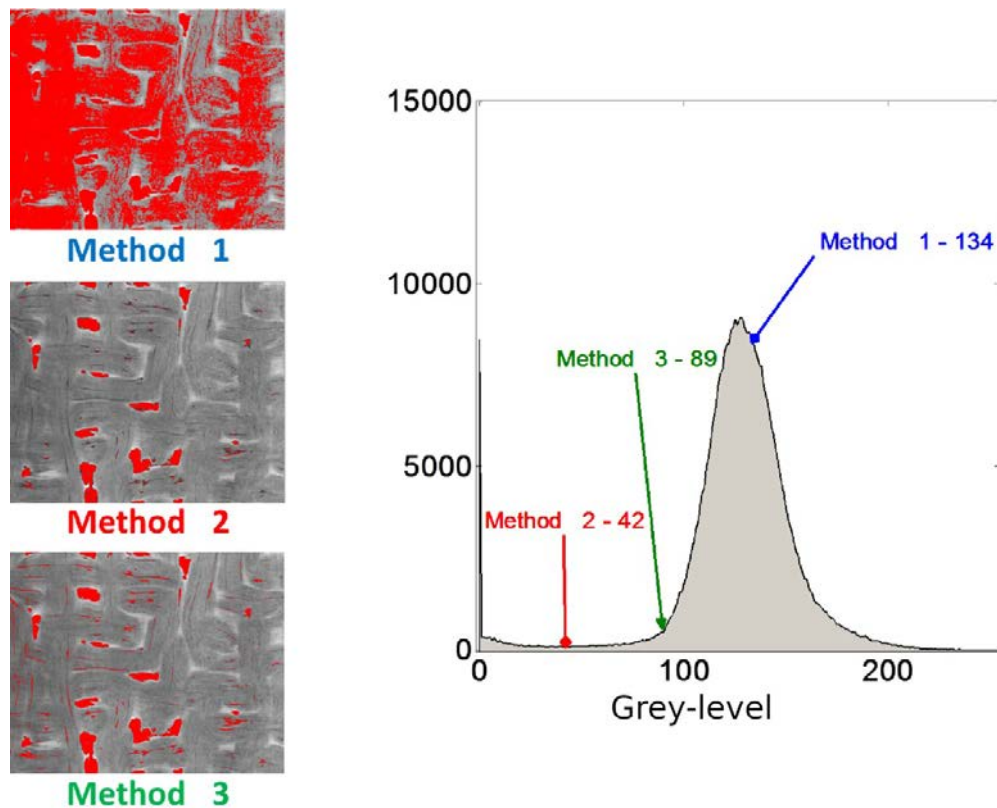 Method 1
Method 2
Method 3
15000
10000
5000
0
0 100 200
Grey-level
Method 1 - 134
Method 3 - 89
Method 2 - 42